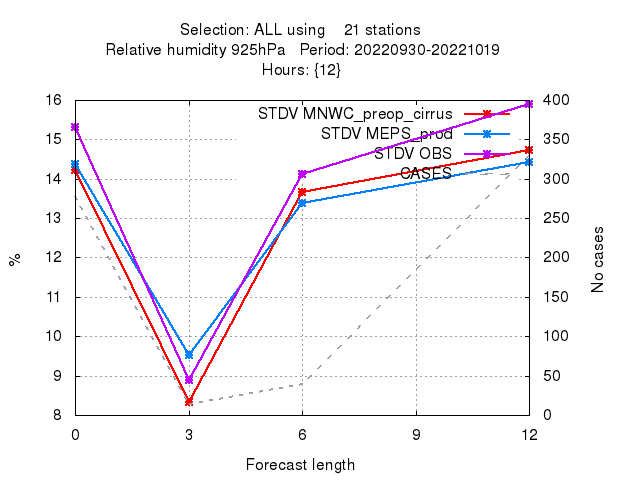 Selection: ALL using    21 stations
Relative humidity 925hPa   Period: 20220930-20221019
Hours: {12}
STDV MNWC_preop_cirrus
STDV MEPS_prod
STDV OBS
CASES
16
15
14
13
12
11
10
9
8
%
400
350
300
250
200
150
100
50
0
No cases
0
3
6
9
12
Forecast length